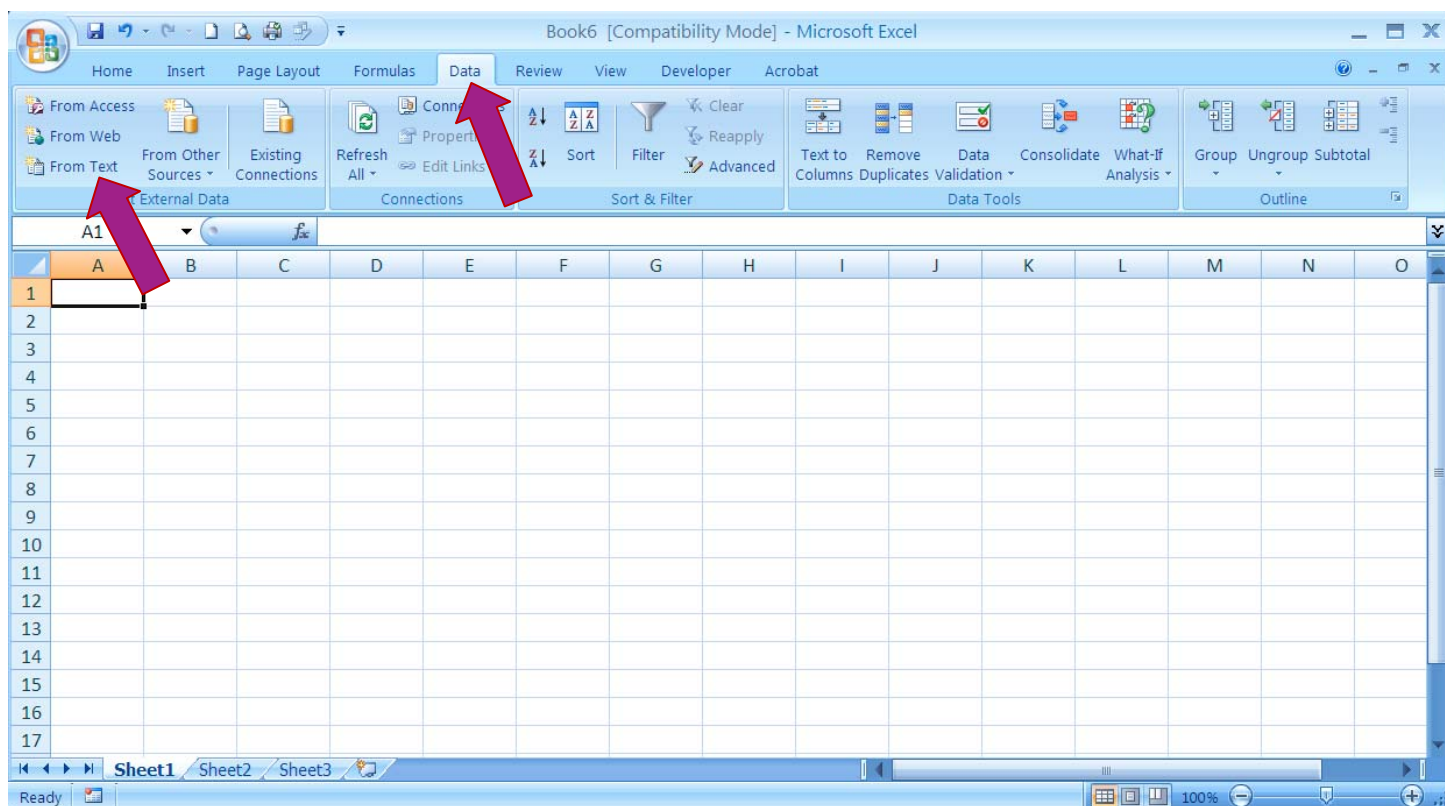 Book6 [Compatibility Mode] - Microsoft Excel
Home Insert Page Layout Formulas Data Review View Developer Acrobat
From Access
From Web
From Text
From Other
Sources
Existing
Connections
External Data
Refresh
All
Edit Links
Connections
Sort
Filter
Clear
Reapply
Advanced
Sort & Filter
Text to
Columns
Remove
Duplicates
Data
Validation
Consolidate
What-If
Analysis
Data Tools
Group
Ungroup
Subtotal
Outline
A1 fx
A B C D E F G H I J K L M N O
1
2
3
4
5
6
7
8
9
10
11
12
13
14
15
16
17
Sheet1 Sheet2 Sheet3
Ready 100%